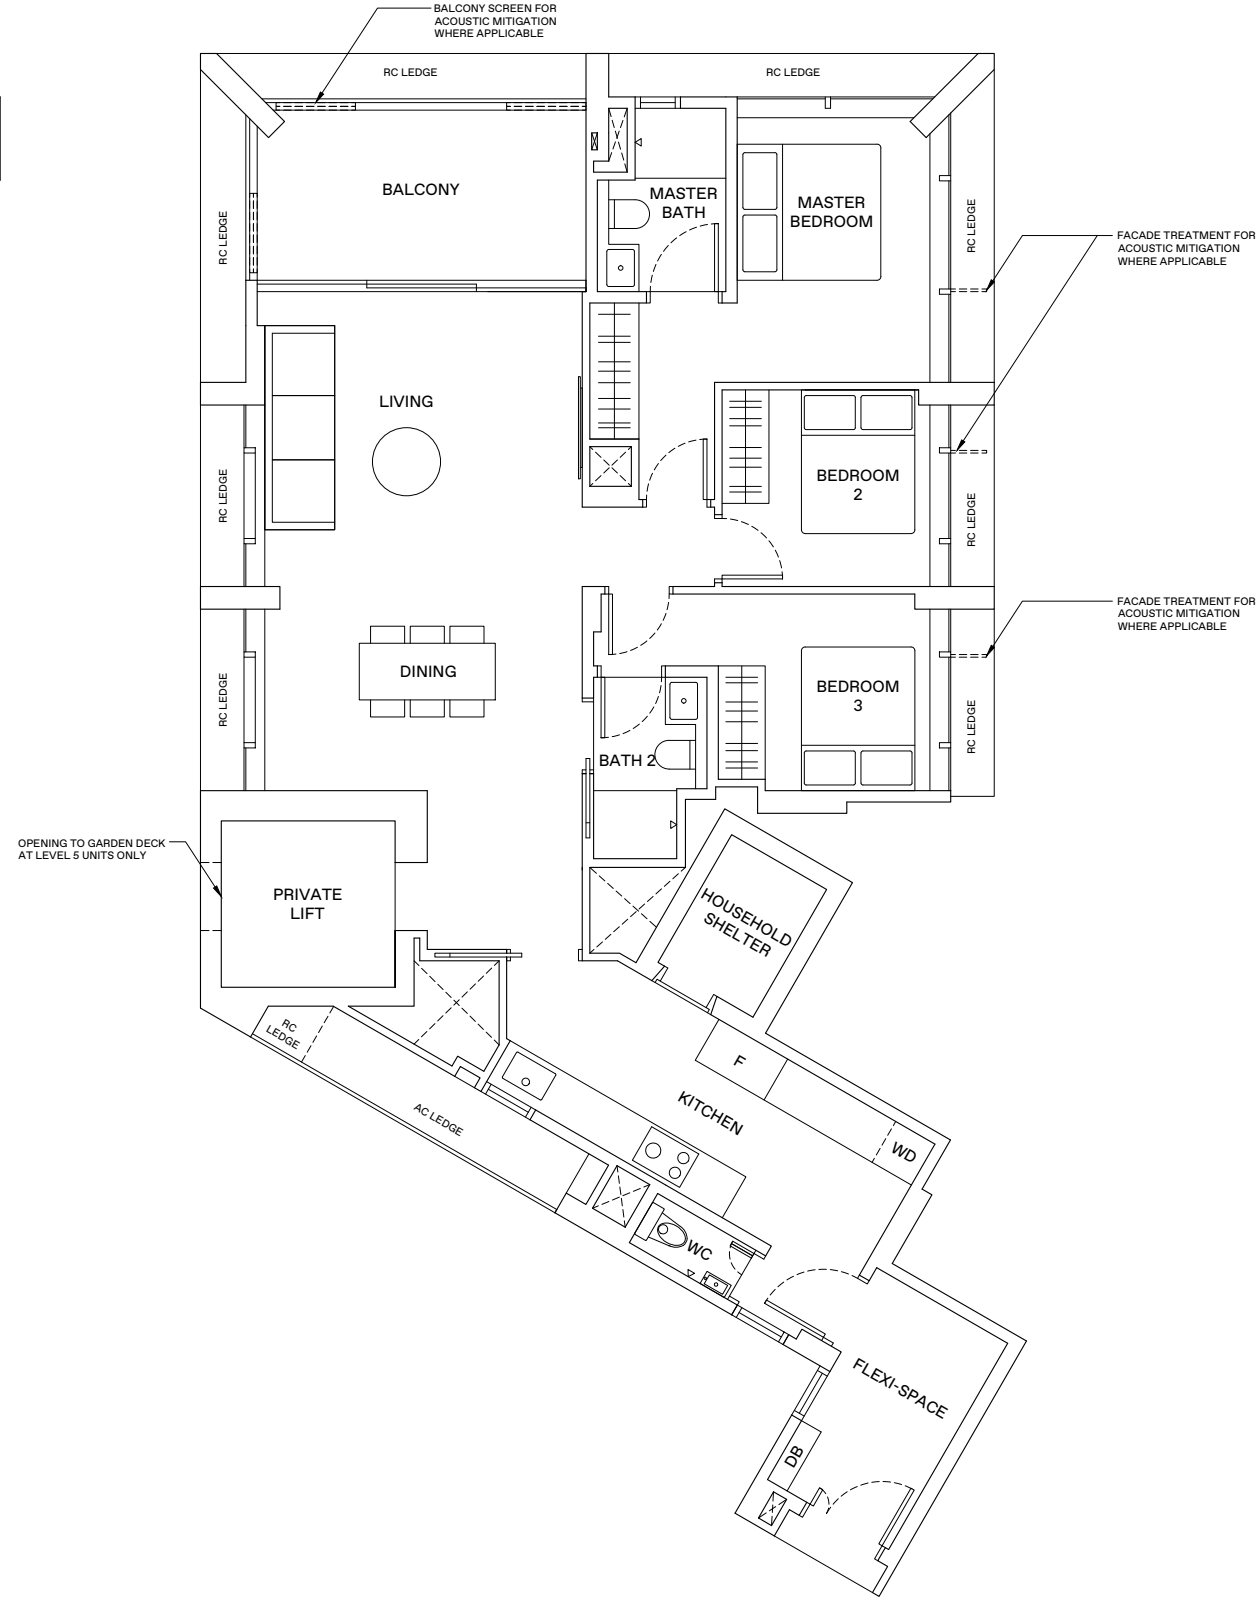 BALCONY SCREEN FOR
ACOUSTIC MITIGATION
WHERE APPLICABLE
RC LEDGE
RC LEDGE
BALCONY
MASTER
BATH
MASTER
BEDROOM
RC LEDGE
RC LEDGE
FACADE TREATMENT FOR
ACOUSTIC MITIGATION
WHERE APPLICABLE
LIVING
BEDROOM
2
RC LEDGE
RC LEDGE
FACADE TREATMENT FOR
ACOUSTIC MITIGATION
WHERE APPLICABLE
DINING
BEDROOM
3
RC LEDGE
RC LEDGE
BATH 2
OPENING TO GARDEN DECK
AT LEVEL 5 UNITS ONLY
PRIVATE
LIFT
HOUSEHOLD
SHELTER
RC
LEDGE
F
KITCHEN
AC LEDGE
WD
WC
FLEXI-SPACE
DB